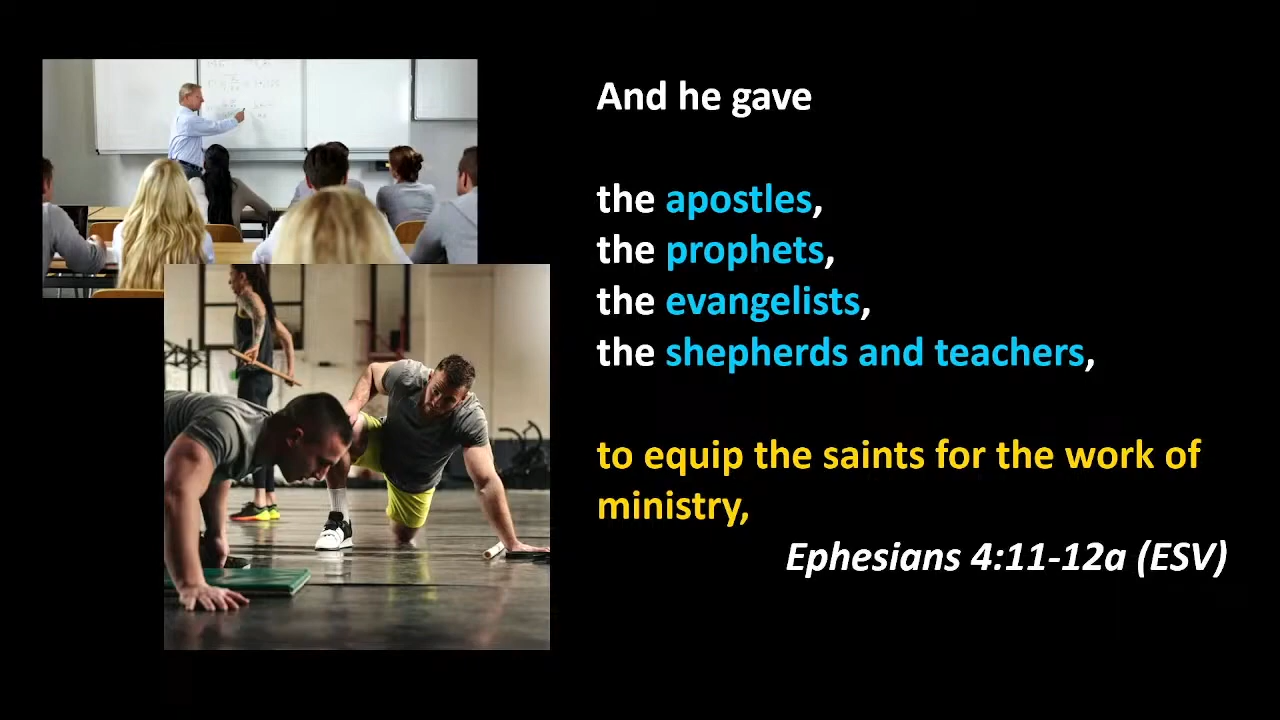 And he gave
the apostles,
the prophets,
the evangelists,
the shepherds and teachers,
to equip the saints for the work of
ministry,
Ephesians 4:11-12a (ESV)